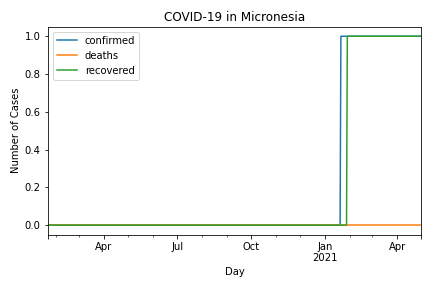 COVID-19 in Micronesia
confirmed
deaths
recovered
Number of Cases
1.0
0.8
0.6
0.4
0.2
0.0
Apr Jul Oct Jan Apr
2021
Day